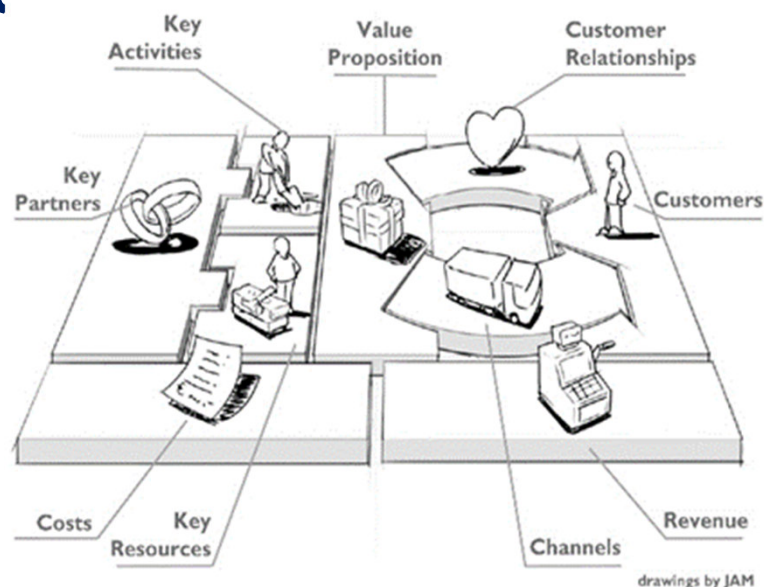 Key
Activities
Value
Proposition
Customer
Relationships
Key
Partners
Customers
Costs
Key
Resources
Channels
Revenue
drawings by JAM